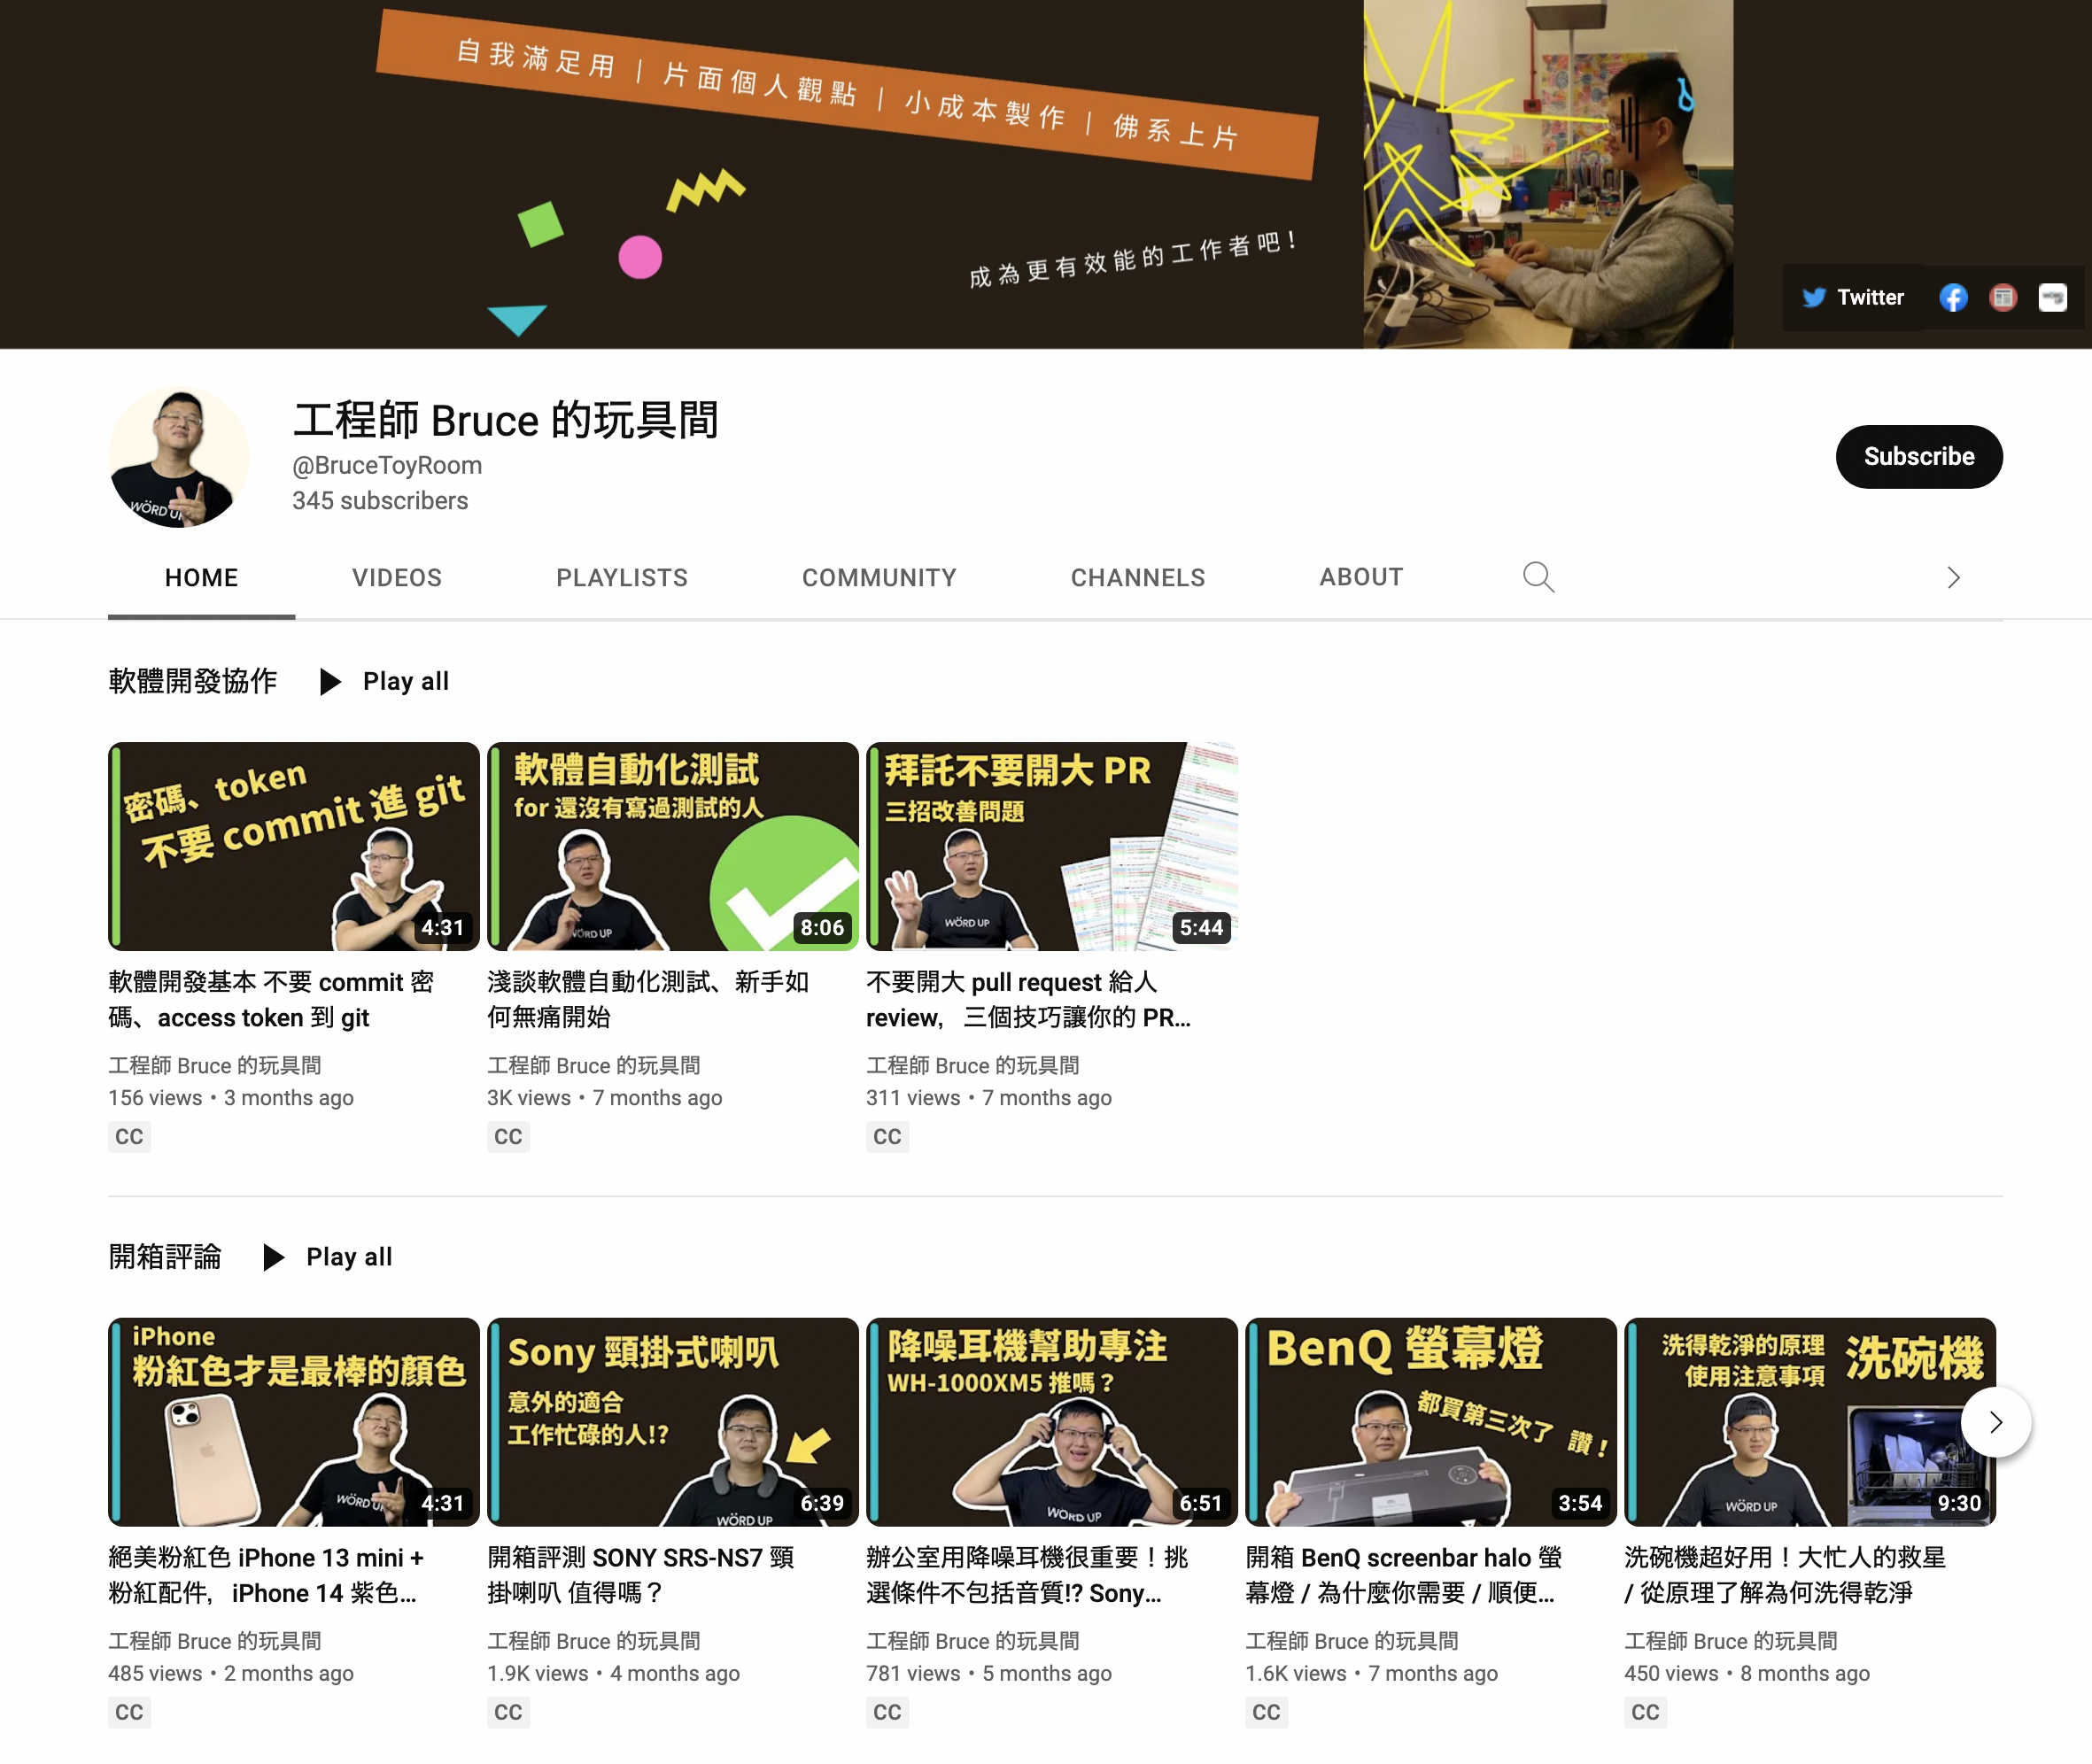 自我滿足用 | 片面個人觀點 | 小成本製作 | 佛系上片
成為更有效能的工作者吧！
Twitter
工程師 Bruce 的玩具間
@BruceToyRoom
345 subscribers
Subscribe
WÖRD UP
HOME VIDEOS PLAYLISTS COMMUNITY CHANNELS ABOUT
軟體開發協作 Play all
密碼、token
不要 commit 進 git
4:31
軟體自動化測試
for 還沒有寫過測試的人
WÖRD UP
8:06
拜託不要開大 PR
三招改善問題
WÖRD UP
5:44
軟體開發基本 不要 commit 密
碼、access token 到 git
工程師 Bruce 的玩具間
156 views • 3 months ago
CC
淺談軟體自動化測試、新手如
何無痛開始
工程師 Bruce 的玩具間
3K views • 7 months ago
CC
不要開大 pull request 給人
review，三個技巧讓你的 PR...
工程師 Bruce 的玩具間
311 views • 7 months ago
CC
開箱評論 Play all
iPhone
粉紅色才是最棒的顏色
WÖRD UP
4:31
Sony 頸掛式喇叭
意外的適合
工作忙碌的人!?
WÖRD UP
6:39
降噪耳機幫助專注
WH-1000XM5 推嗎？
WÖRD UP
6:51
BenQ 螢幕燈
都買第三次了 讚！
3:54
洗得乾淨的原理
使用注意事項
洗碗機
WÖRD UP
9:30
絕美粉紅色 iPhone 13 mini +
粉紅配件，iPhone 14 紫色...
工程師 Bruce 的玩具間
485 views • 2 months ago
CC
開箱評測 SONY SRS-NS7 頸
掛喇叭 值得嗎？
工程師 Bruce 的玩具間
1.9K views • 4 months ago
CC
辦公室用降噪耳機很重要！挑
選條件不包括音質!? Sony...
工程師 Bruce 的玩具間
781 views • 5 months ago
CC
開箱 BenQ screenbar halo 螢
幕燈 / 為什麼你需要 / 順便...
工程師 Bruce 的玩具間
1.6K views • 7 months ago
CC
洗碗機超好用！大忙人的救星
/ 從原理了解為何洗得乾淨
工程師 Bruce 的玩具間
450 views • 8 months ago
CC